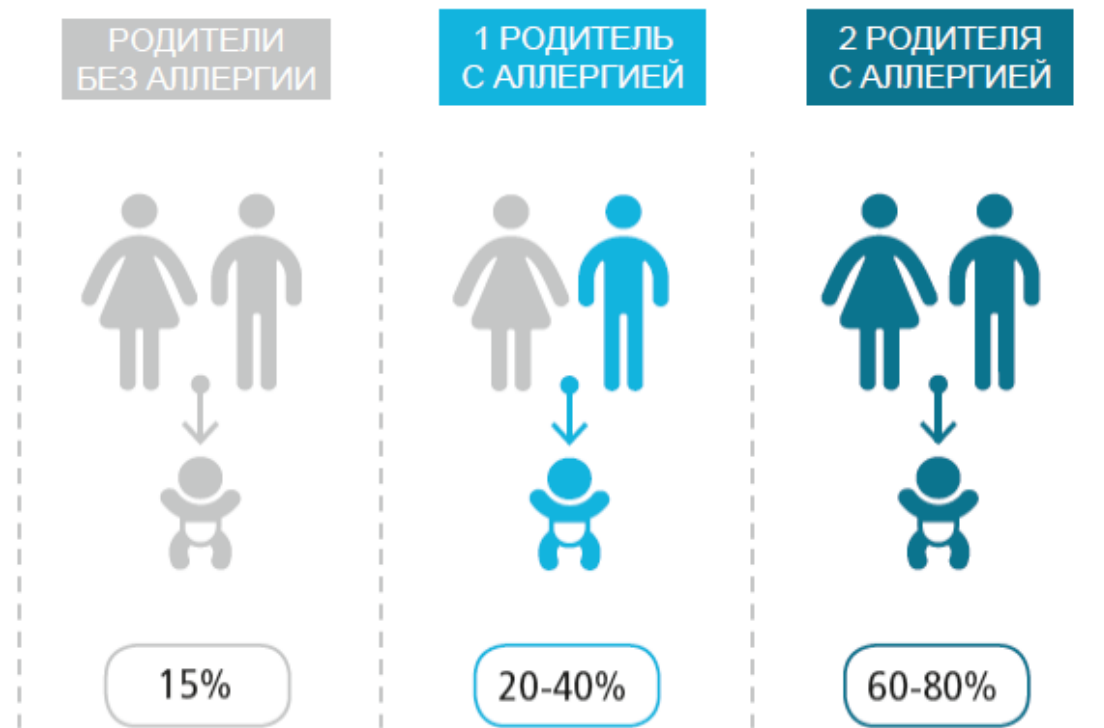 РОДИТЕЛИ
БЕЗ АЛЛЕРГИИ
1 РОДИТЕЛЬ
С АЛЛЕРГИЕЙ
2 РОДИТЕЛЯ
С АЛЛЕРГИЕЙ
15%
20-40%
60-80%